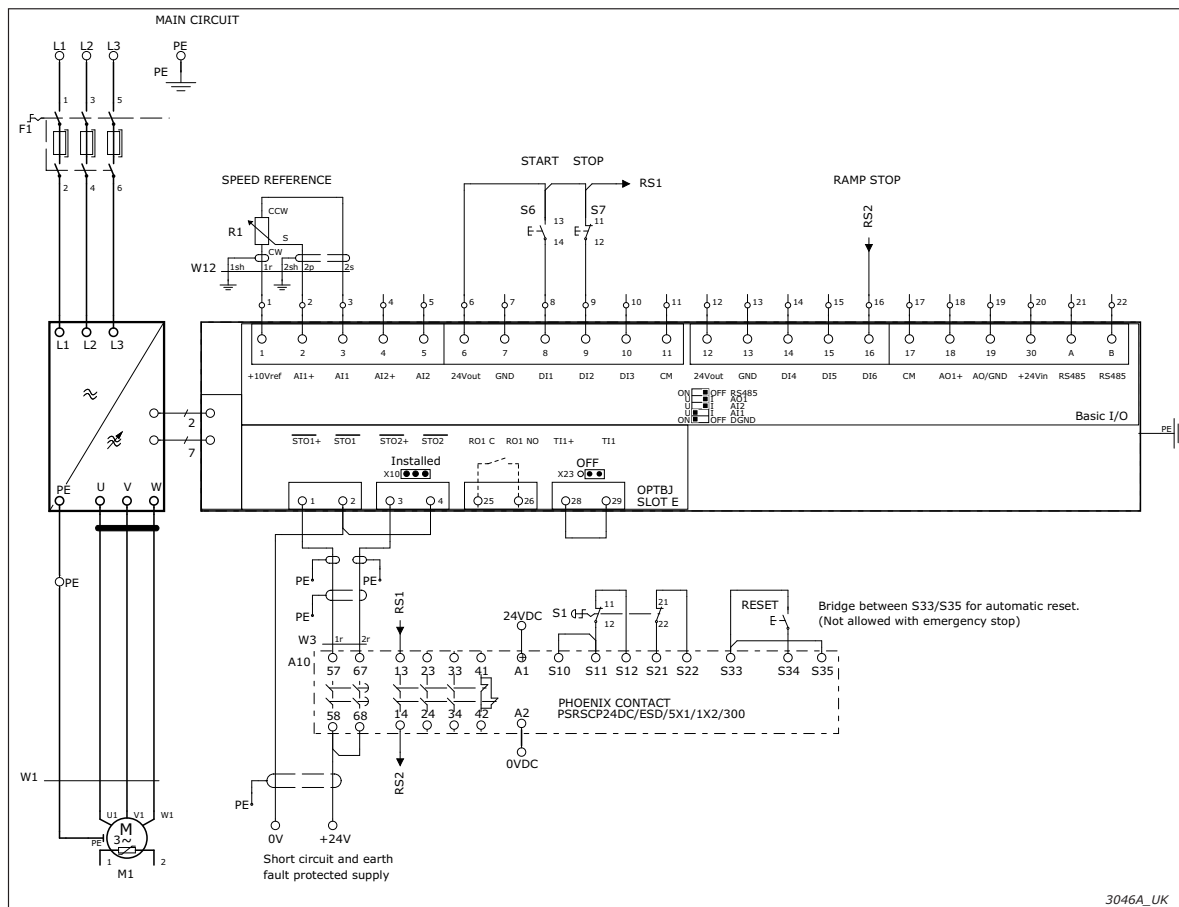 MAIN CIRCUIT
L1 L2 L3 PE
PE
1 3 5
F1
2 4 6
START STOP
RS1
SPEED REFERENCE
RAMP STOP
RS2
CCW
R1
S
CW
S6 13 14
S7 11 12
W12 1sh 1r 2sh 2p 2s
1 2 3 4 5 6 7 8 9 10 11 12 13 14 15 16 17 18 19 20 21 22
L1 L2 L3
1 2 3 4 5 6 7 8 9 10 11 12 13 14 15 16 17 18 19 30 A B
+10Vref AI1+ AI1 AI2+ AI2 24Vout GND DI1 DI2 DI3 CM 24Vout GND DI4 DI5 DI6 CM AO1+ AO/GND +24Vin RS485 RS485
ON OFF RS485
U I AO1
U I AI2
U I AI1
ON OFF DGND
Basic I/O
2
7
PE
STO1+ STO1 STO2+ STO2 RO1 C RO1 NO TI1+ TI1
Installed
X10
OFF
X23
OPTBJ
SLOT E
1 2 3 4 25 26 28 29
PE U V W
PE
PE PE
PE
RS1
24VDC
S1 11 12 21 22
RESET
Bridge between S33/S35 for automatic reset.
(Not allowed with emergency stop)
W3 1r 2r
A10
57 67 13 23 33 41 A1 S10 S11 S12 S21 S22 S33 S34 S35
PHOENIX CONTACT
PSRSCP24DC/ESD/5X1/1X2/300
58 68 14 24 34 42 A2
RS2
0VDC
W1
PE
0V +24V
Short circuit and earth
fault protected supply
U1 V1 W1
M
3~
PE
1 2
M1
3046A_UK